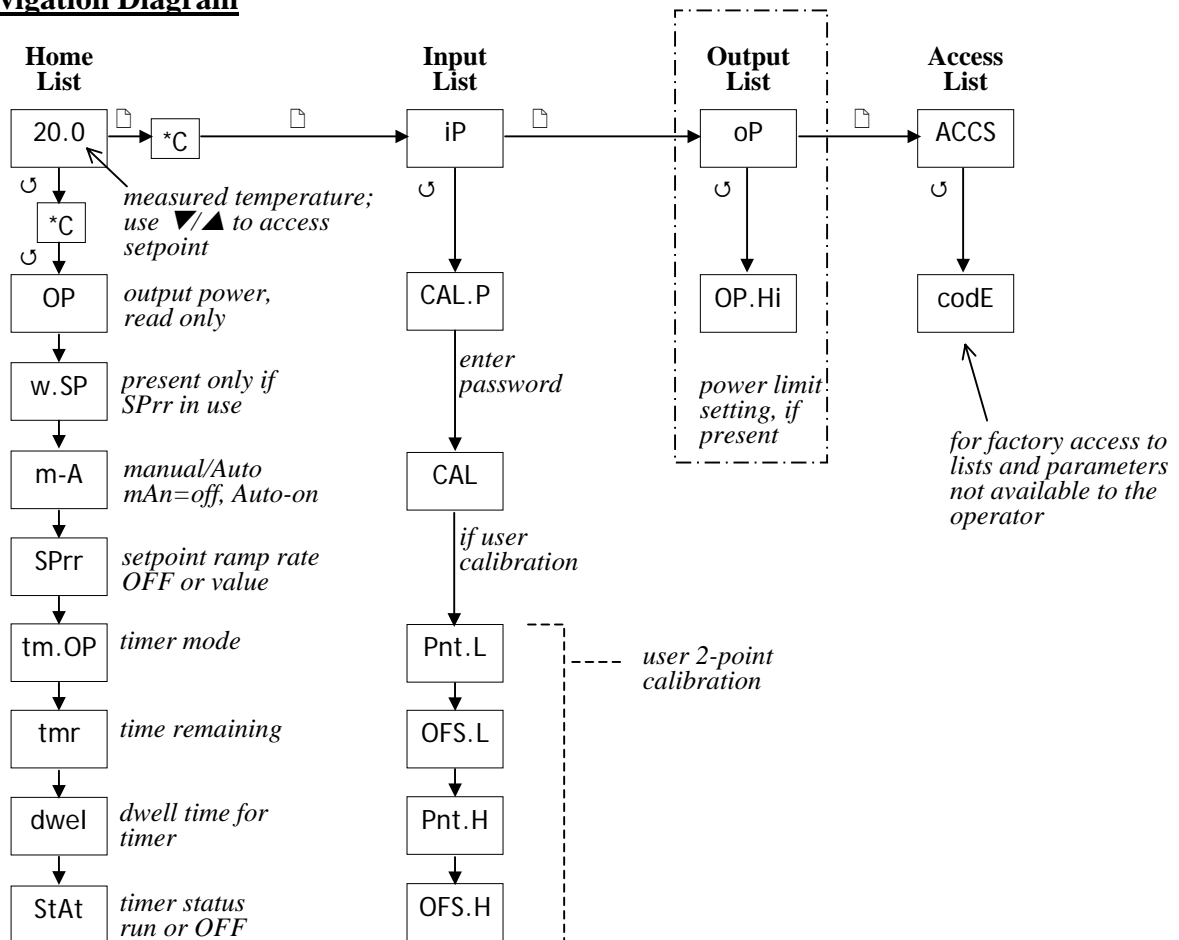 vigation Diagram
Home
List
Input
List
Output
List
Access
List
20.0
*C
iP
oP
ACCS
measured temperature;
use ▼/▲ to access
setpoint
*C
OP
output power,
read only
CAL.P
OP.Hi
codE
w.SP
present only if
SPrr in use
enter
password
power limit
setting, if
present
m-A
manual/Auto
mAn=off, Auto-on
CAL
for factory access to
lists and parameters
not available to the
operator
SPrr
setpoint ramp rate
OFF or value
if user
calibration
tm.OP
timer mode
Pnt.L
user 2-point
calibration
tmr
time remaining
OFS.L
dwel
dwell time for
timer
Pnt.H
StAt
timer status
run or OFF
OFS.H